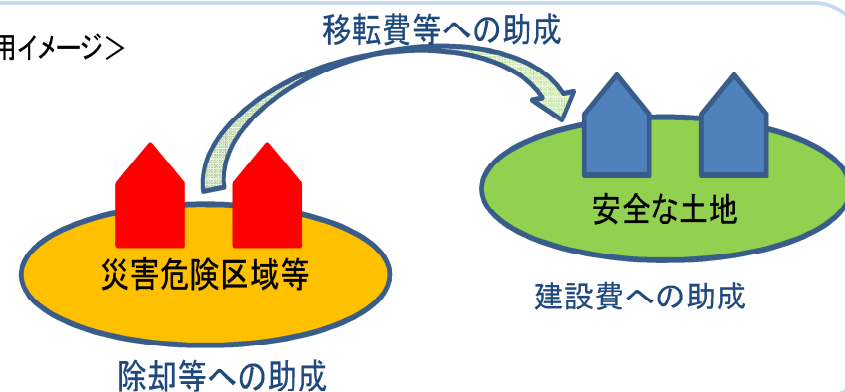 用イメージ＞
移転費等への助成
安全な土地
災害危険区域等
建設費への助成
除却等への助成